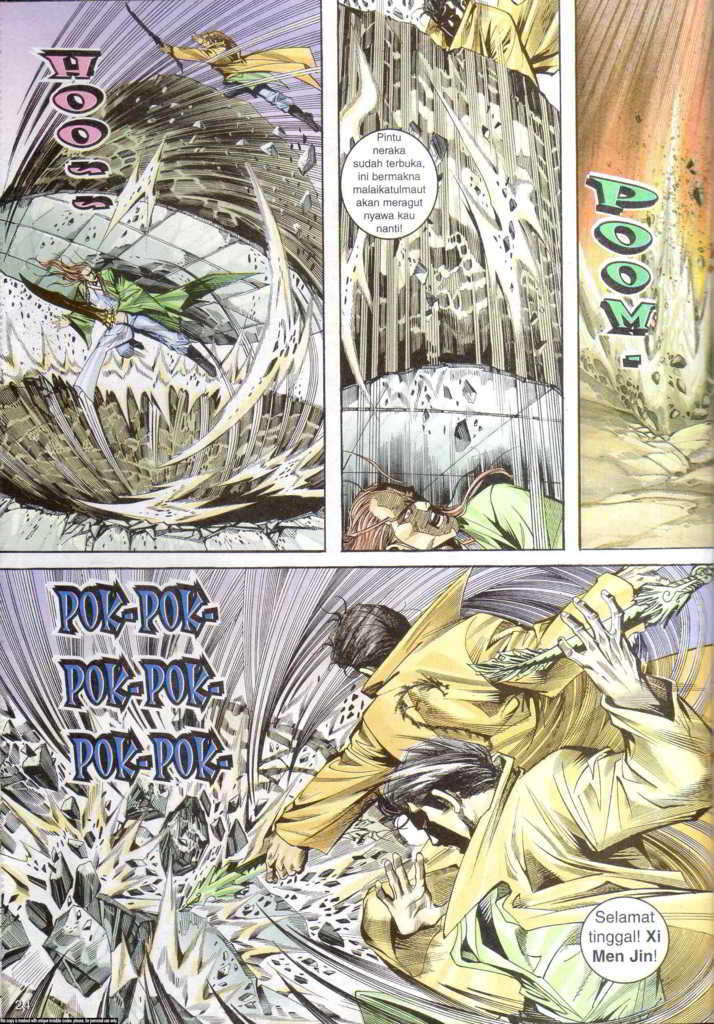 HOO--
Pintu
neraka
sudah terbuka,
ini bermakna
malaikatulmaut
akan meragut
nyawa kau
nanti!
POOM-
POK-POK-
POK-POK-
POK-POK-
Selamat
tinggal! Xi
Men Jin!
24